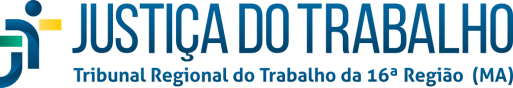 JUSTIÇA DO TRABALHO
Tribunal Regional do Trabalho da 16ª Região (MA)